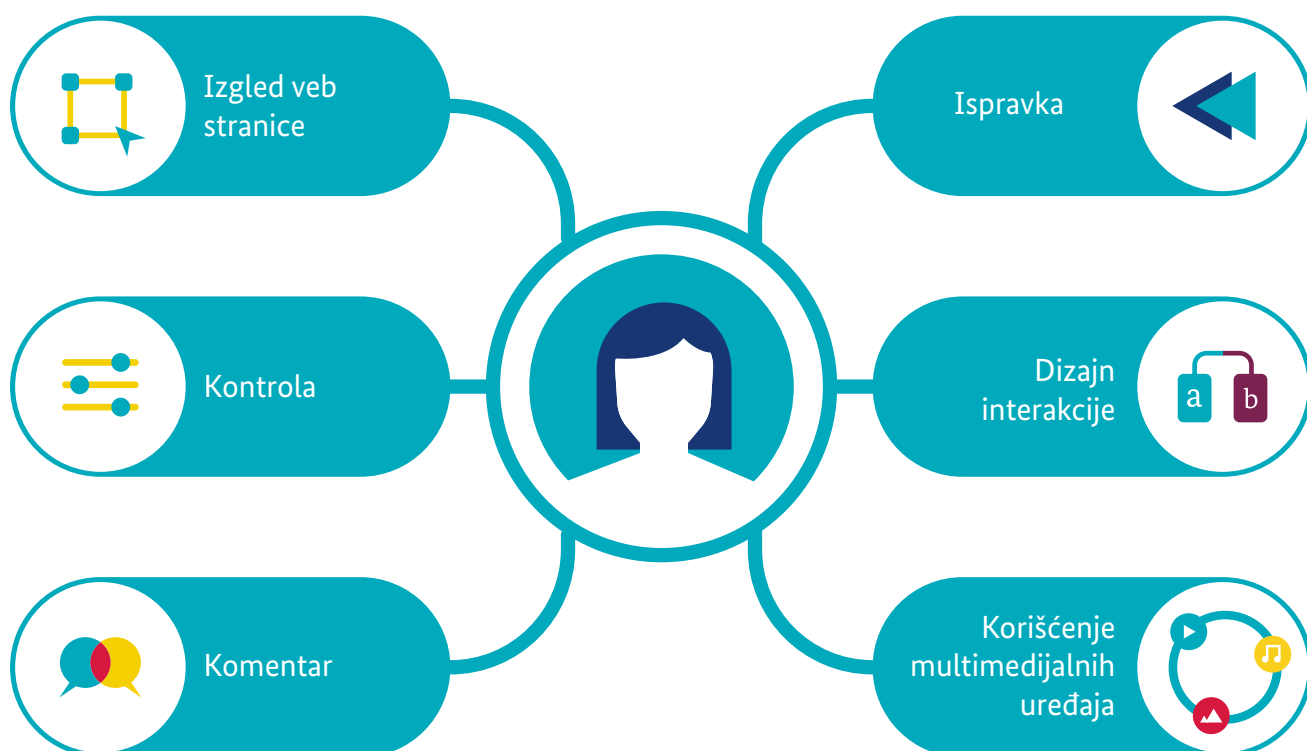 Izgled veb
stranice
Kontrola
Komentar
Ispravka
Dizajn
interakcije
a
b
Korišćenje
multimedijalnih
uređaja